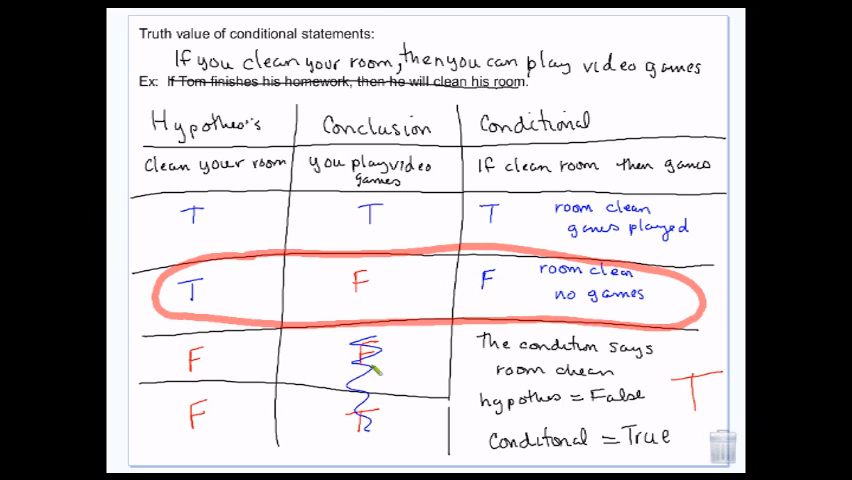 Truth value of conditional statements:
If you clean your room, then you can play video games
Ex: If Tom finishes his homework, then he will clean his room.
Hypothesis Conclusion Conditional
clean your room you play video games If clean room then games
T T T room clean
games played
T F F room clean
no games
F F The condition says
room clean
hypothes = False T
F T conditonal = True